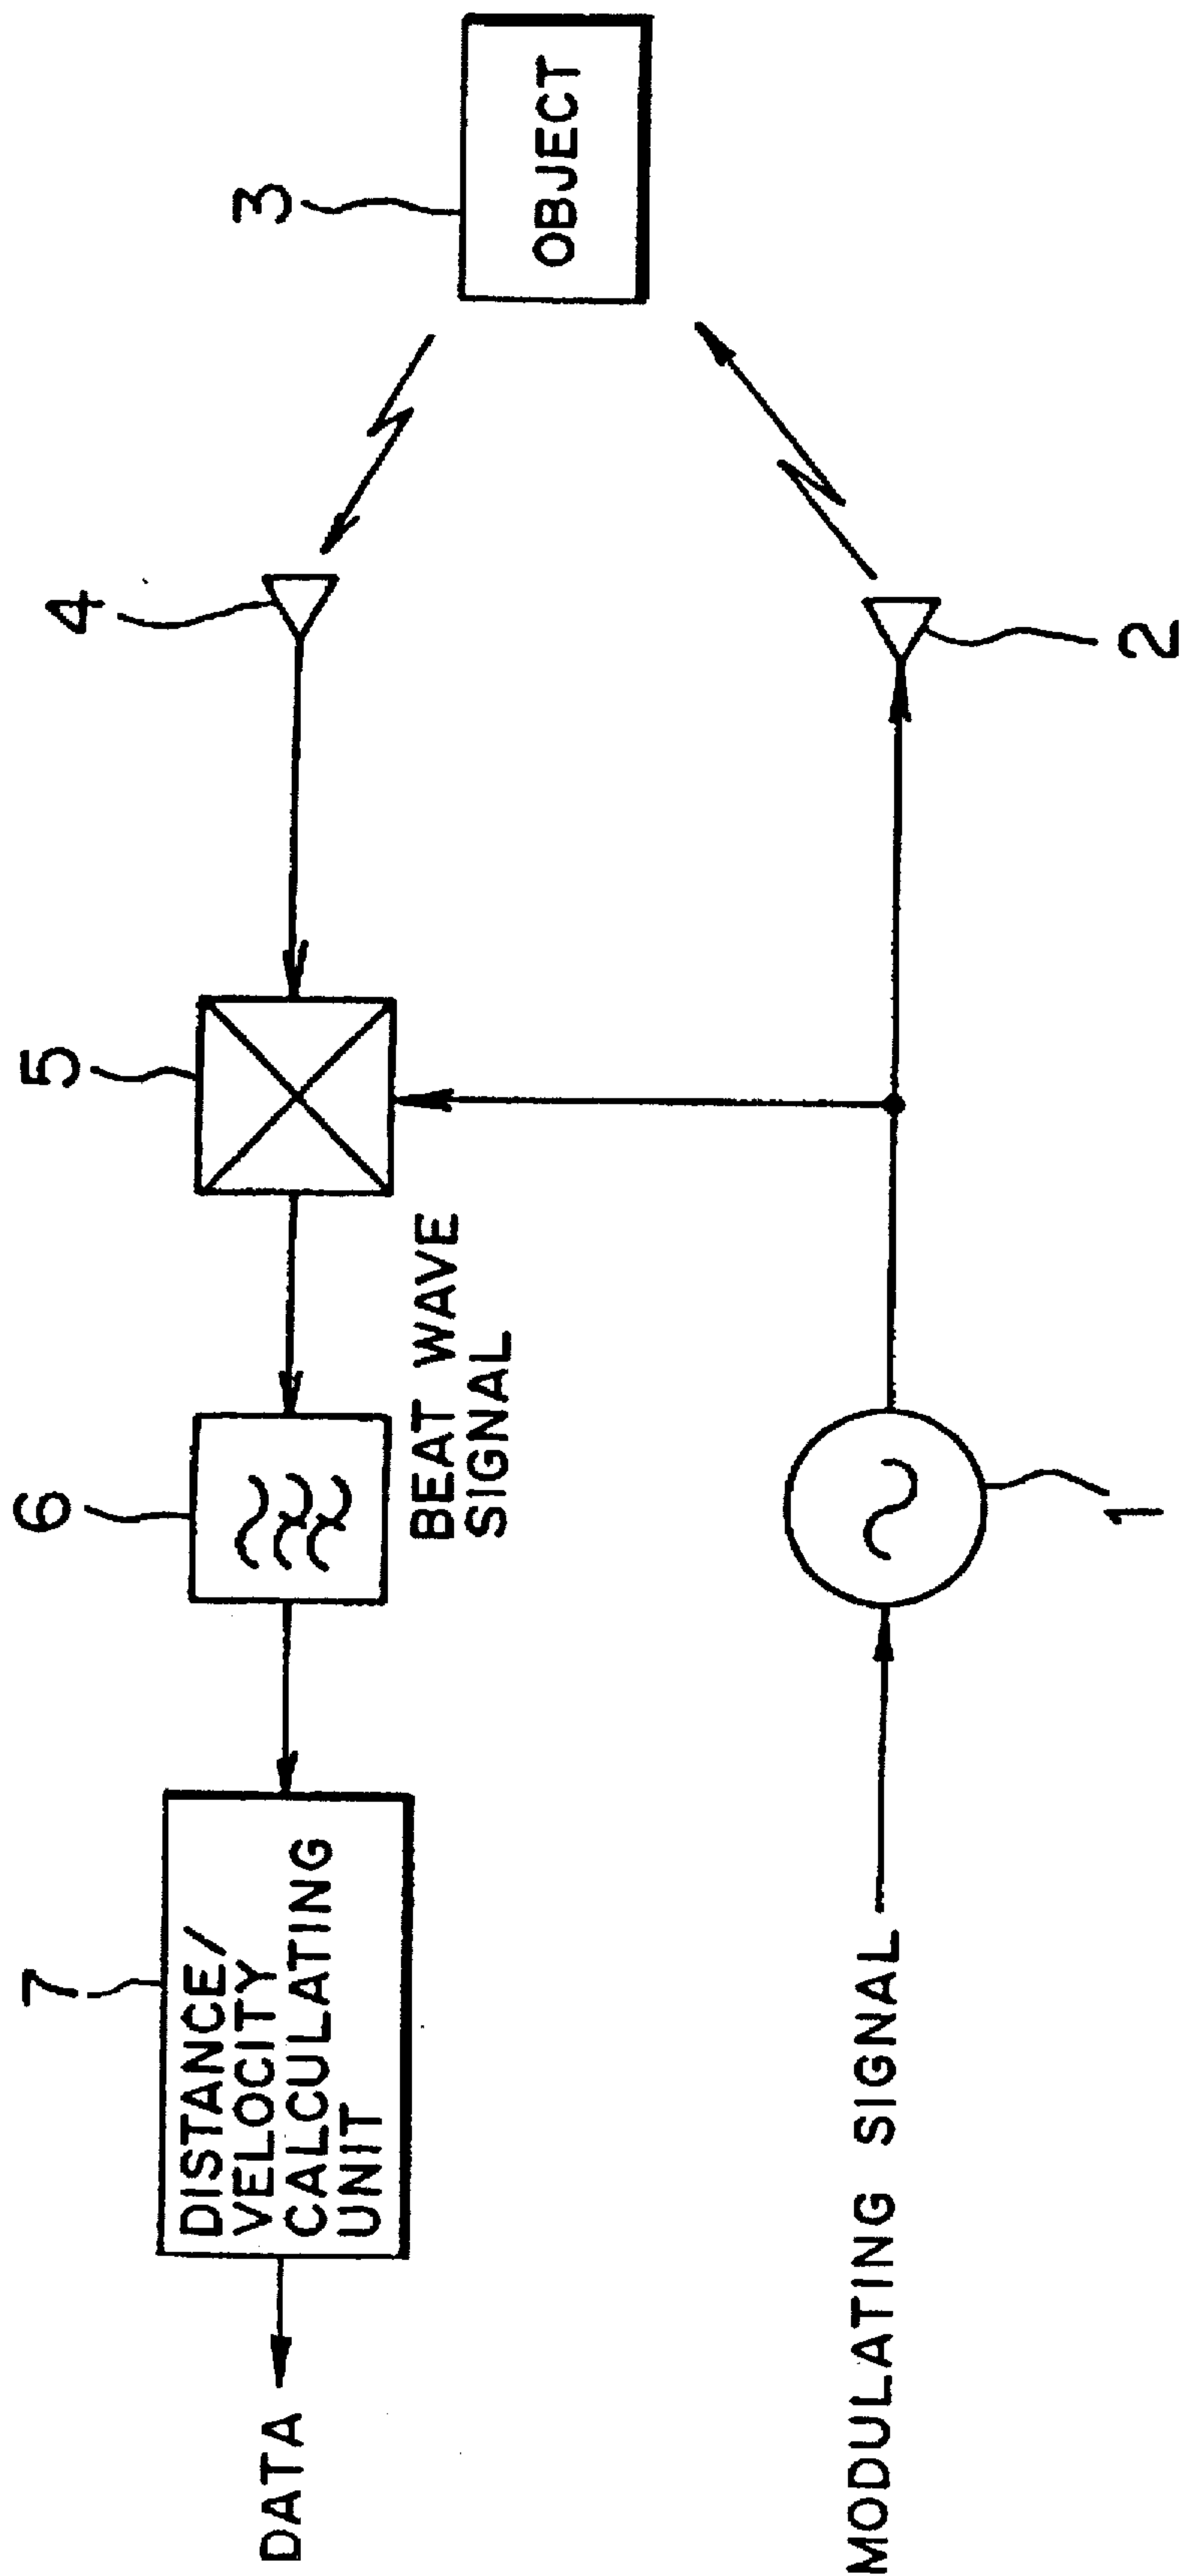 7
DISTANCE/
VELOCITY
CALCULATING
UNIT
DATA
6
5
4
3
OBJECT
BEAT WAVE
SIGNAL
MODULATING SIGNAL
1
2